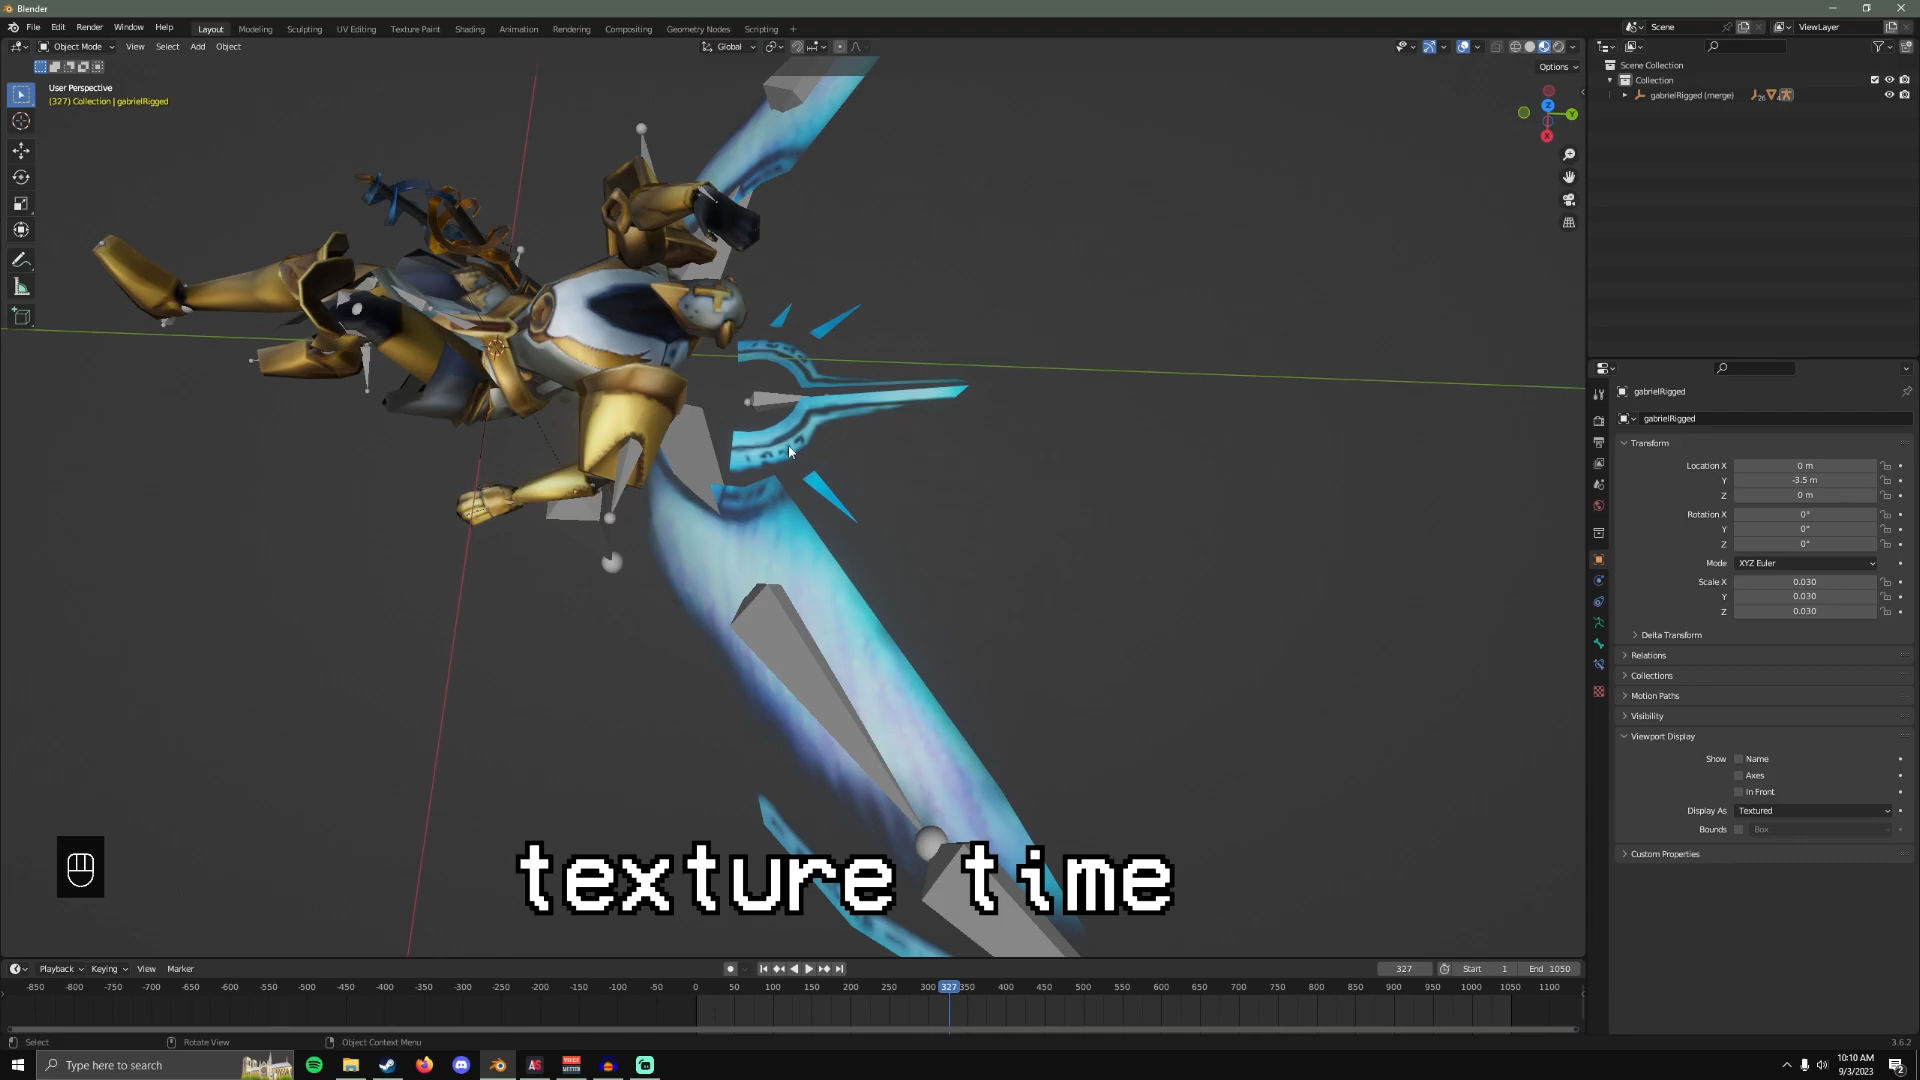 Blender
File Edit Render Window Help
Layout Modeling Sculpting UV Editing Texture Paint Shading Animation Rendering Compositing Geometry Nodes Scripting +
Scene
ViewLayer
Object Mode View Select Add Object
Global
Options
User Perspective
(327) Collection | gabrielRigged
Z
Y
X
Scene Collection
Collection
gabrielRigged (merge)
26
gabrielRigged
gabrielRigged
Transform
Location X 0 m
Y -3.5 m
Z 0 m
Rotation X 0°
Y 0°
Z 0°
Mode XYZ Euler
Scale X 0.030
Y 0.030
Z 0.030
Delta Transform
Relations
Collections
Motion Paths
Visibility
Viewport Display
Show Name
Axes
In Front
Display As Textured
Bounds Box
Custom Properties
texture time
Playback Keying View Marker
327 Start 1 End 1050
-850 -800 -750 -700 -650 -600 -550 -500 -450 -400 -350 -300 -250 -200 -150 -100 -50 0 50 100 150 200 250 300 327 350 400 450 500 550 600 650 700 750 800 850 900 950 1000 1050 1100
Select Rotate View Object Context Menu
3.6.2
Type here to search
10:10 AM
9/3/2023